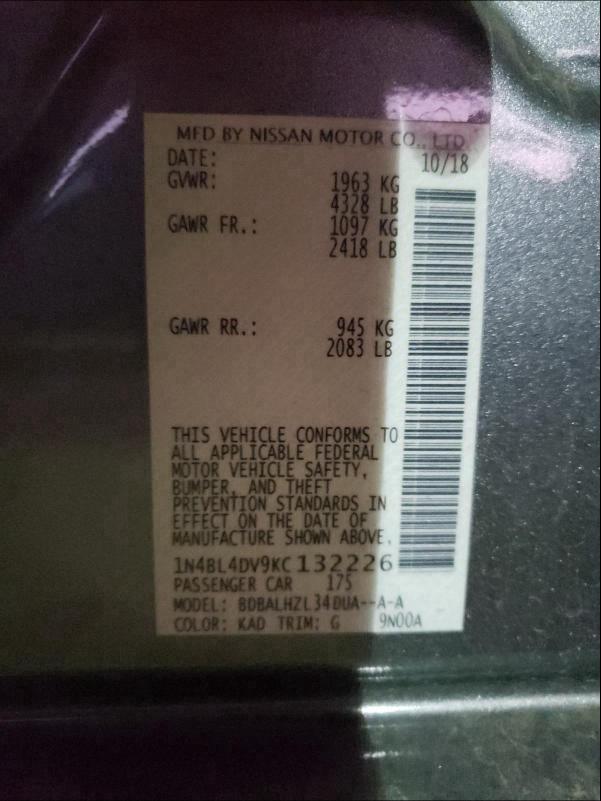 MFD BY NISSAN MOTOR CO., LTD
DATE: 10/18
GVWR: 1963 KG
4328 LB
GAWR FR.: 1097 KG
2418 LB
GAWR RR.: 945 KG
2083 LB
THIS VEHICLE CONFORMS TO
ALL APPLICABLE FEDERAL
MOTOR VEHICLE SAFETY,
BUMPER, AND THEFT
PREVENTION STANDARDS IN
EFFECT ON THE DATE OF
MANUFACTURE SHOWN ABOVE.
1N4BL4DV9KC132226
PASSENGER CAR 175
MODEL: BDBALHZL34DUA--A-A
COLOR: KAD TRIM: G 9N00A